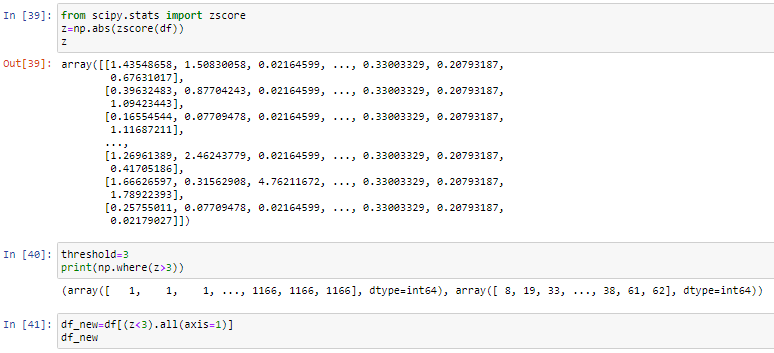 In [39]: from scipy.stats import zscore
z=np.abs(zscore(df))
z
Out[39]: array([[1.43548658, 1.50830058, 0.02164599, ..., 0.33003329, 0.20793187,
0.67631017],
[0.39632483, 0.87704243, 0.02164599, ..., 0.33003329, 0.20793187,
1.09423443],
[0.16554544, 0.07709478, 0.02164599, ..., 0.33003329, 0.20793187,
1.11687211],
...,
[1.26961389, 2.46243779, 0.02164599, ..., 0.33003329, 0.20793187,
0.41705186],
[1.66626597, 0.31562908, 4.76211672, ..., 0.33003329, 0.20793187,
1.78922393],
[0.25755011, 0.07709478, 0.02164599, ..., 0.33003329, 0.20793187,
0.02179027]])
In [40]: threshold=3
print(np.where(z>3))
(array([   1,    1,    1, ..., 1166, 1166, 1166], dtype=int64), array([ 8, 19, 33, ..., 38, 61, 62], dtype=int64))
In [41]: df_new=df[(z<3).all(axis=1)]
df_new